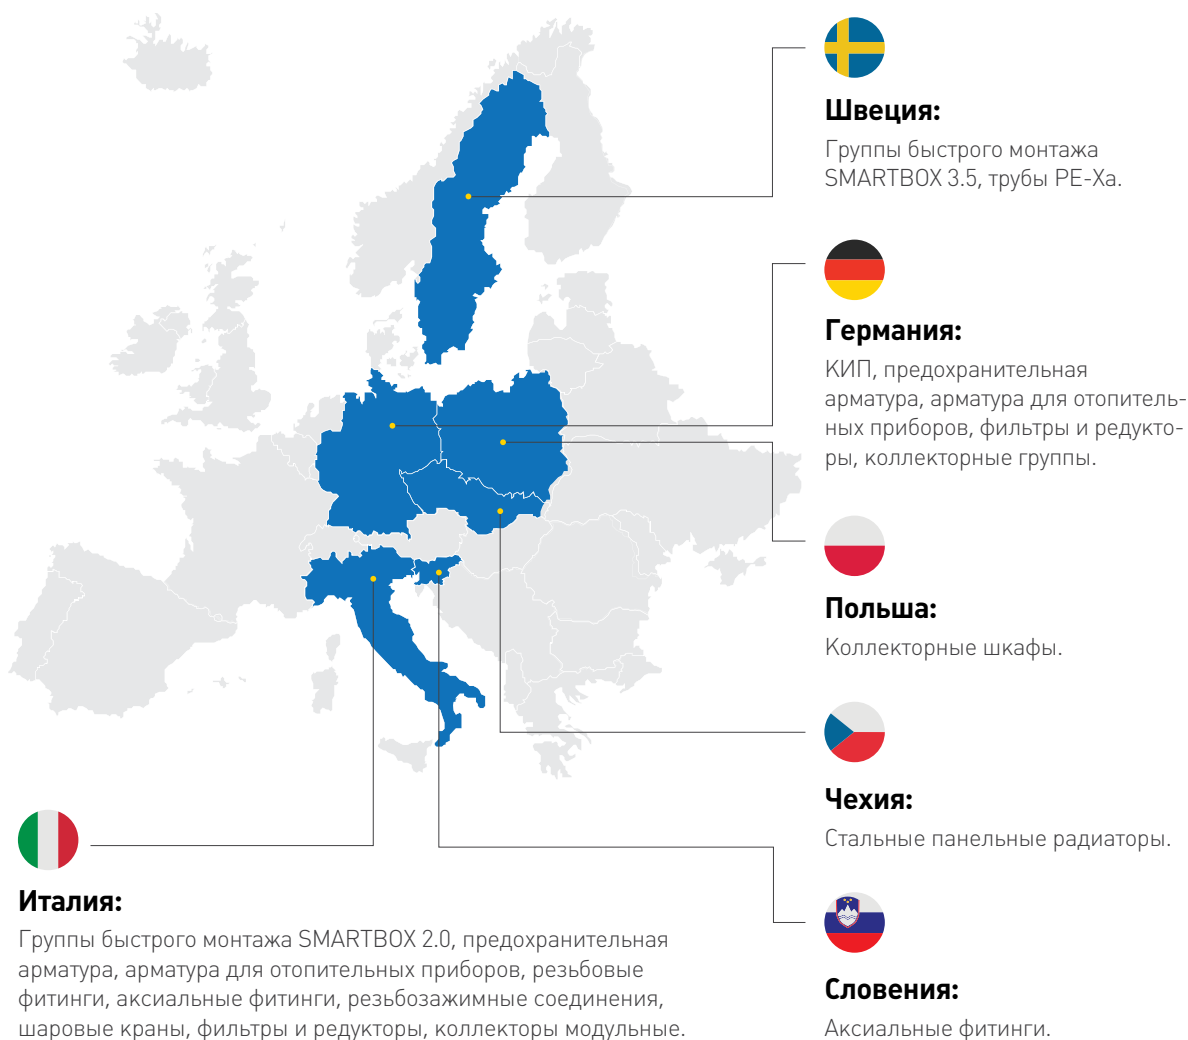 Швеция:
Группы быстрого монтажа
SMARTBOX 3.5, трубы PE-Xa.
Германия:
КИП, предохранительная
арматура, арматура для отопитель-
ных приборов, фильтры и редукто-
ры, коллекторные группы.
Польша:
Коллекторные шкафы.
Чехия:
Стальные панельные радиаторы.
Италия:
Группы быстрого монтажа SMARTBOX 2.0, предохранительная
арматура, арматура для отопительных приборов, резьбовые
фитинги, аксиальные фитинги, резьбозажимные соединения,
шаровые краны, фильтры и редукторы, коллекторы модульные.
Словения:
Аксиальные фитинги.